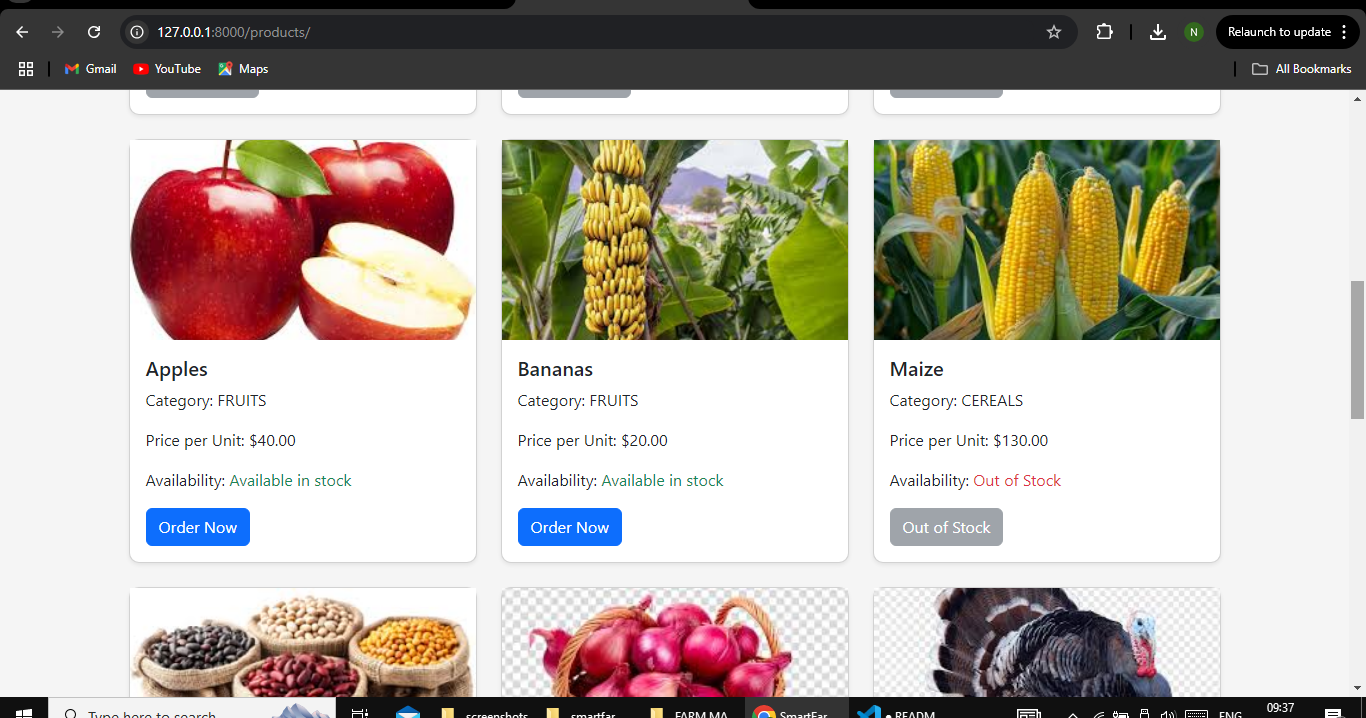 127.0.0.1:8000/products/
N
Relaunch to update
Gmail
YouTube
Maps
All Bookmarks
Apples
Category: FRUITS
Price per Unit: $40.00
Availability: Available in stock
Order Now
Bananas
Category: FRUITS
Price per Unit: $20.00
Availability: Available in stock
Order Now
Maize
Category: CEREALS
Price per Unit: $130.00
Availability: Out of Stock
Out of Stock
Type here to search
screenshots
smartfar
FARM MA
SmartFar
READM
ENG
09:37